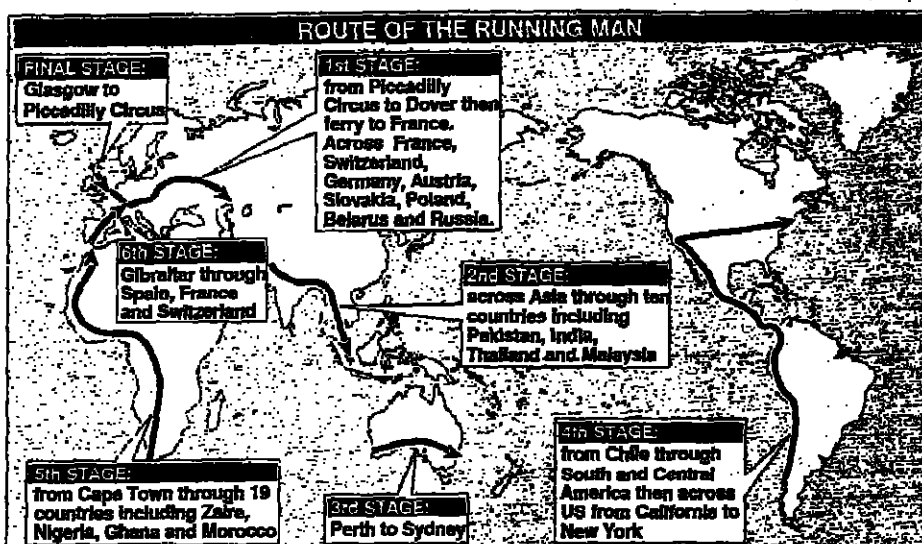 ROUTE OF THE RUNNING MAN
FINAL STAGE:
Glasgow to
Piccadilly Circus
1st STAGE:
from Piccadilly
Circus to Dover then
ferry to France.
Across France,
Switzerland,
Germany, Austria,
Slovakia, Poland,
Belarus and Russia.
6th STAGE:
Gibraltar through
Spain, France
and Switzerland
2nd STAGE:
across Asia through ten
countries including
Pakistan, India,
Thailand and Malaysia
5th STAGE:
from Cape Town through 19
countries including Zaire,
Nigeria, Ghana and Morocco
3rd STAGE:
Perth to Sydney
4th STAGE:
from Chile through
South and Central
America then across
US from California to
New York